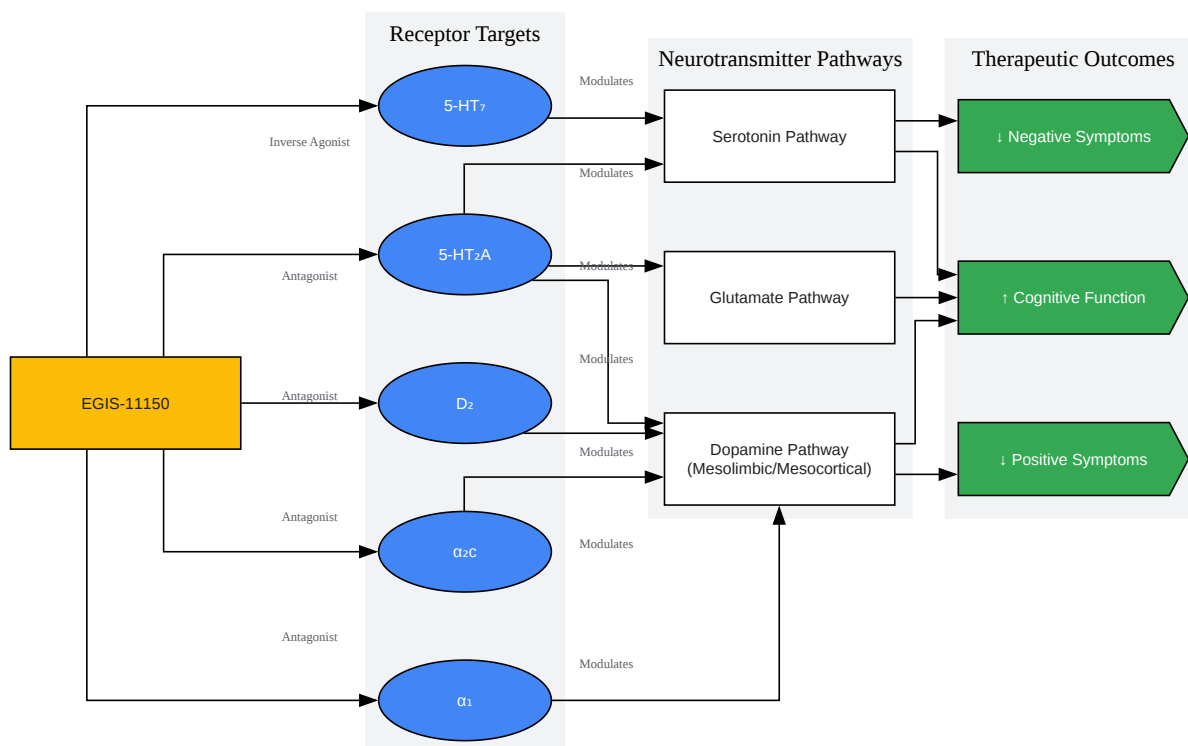 Receptor Targets
Neurotransmitter Pathways
Therapeutic Outcomes
5-HT₇
Modulates
Serotonin Pathway
↓ Negative Symptoms
Inverse Agonist
Modulates
5-HT₂A
Modulates
Antagonist
Glutamate Pathway
↑ Cognitive Function
Modulates
EGIS-11150
Antagonist
D₂
Modulates
Dopamine Pathway
(Mesolimbic/Mesocortical)
↓ Positive Symptoms
Antagonist
α₂c
Modulates
Antagonist
Modulates
α₁